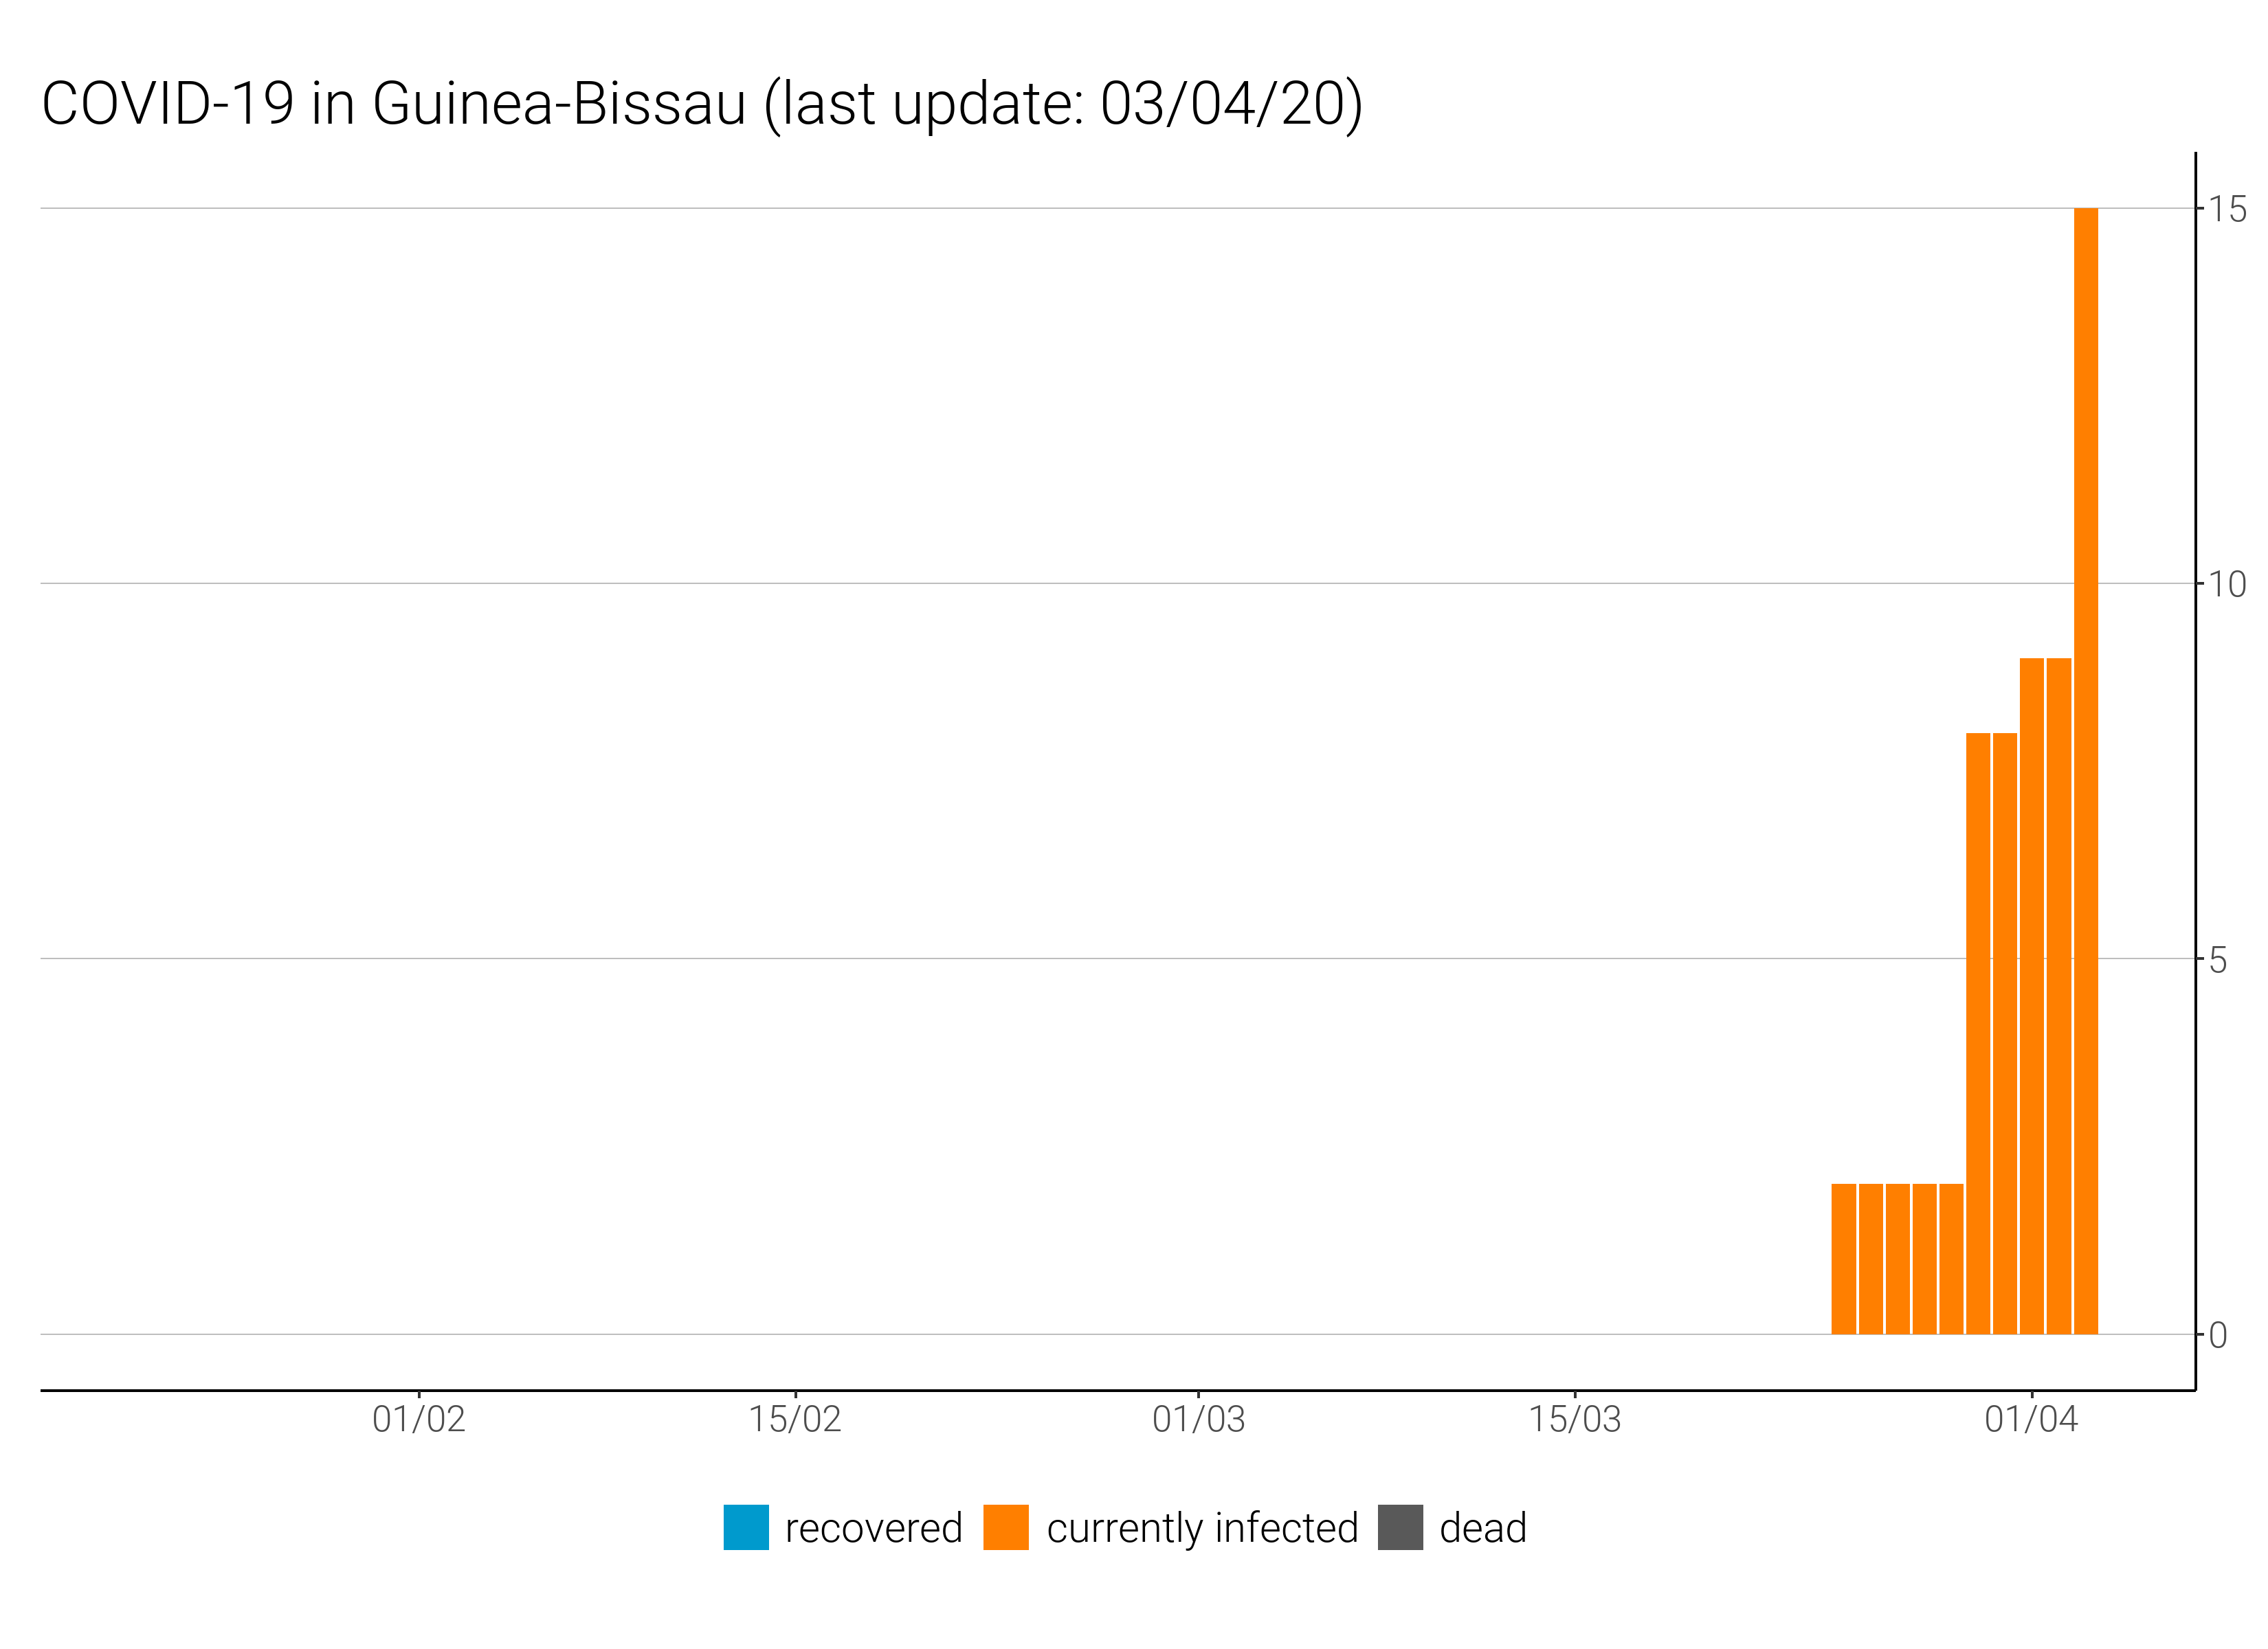 COVID-19 in Guinea-Bissau (last update: 03/04/20)
15
10
5
0
01/02 15/02 01/03 15/03 01/04
recovered currently infected dead